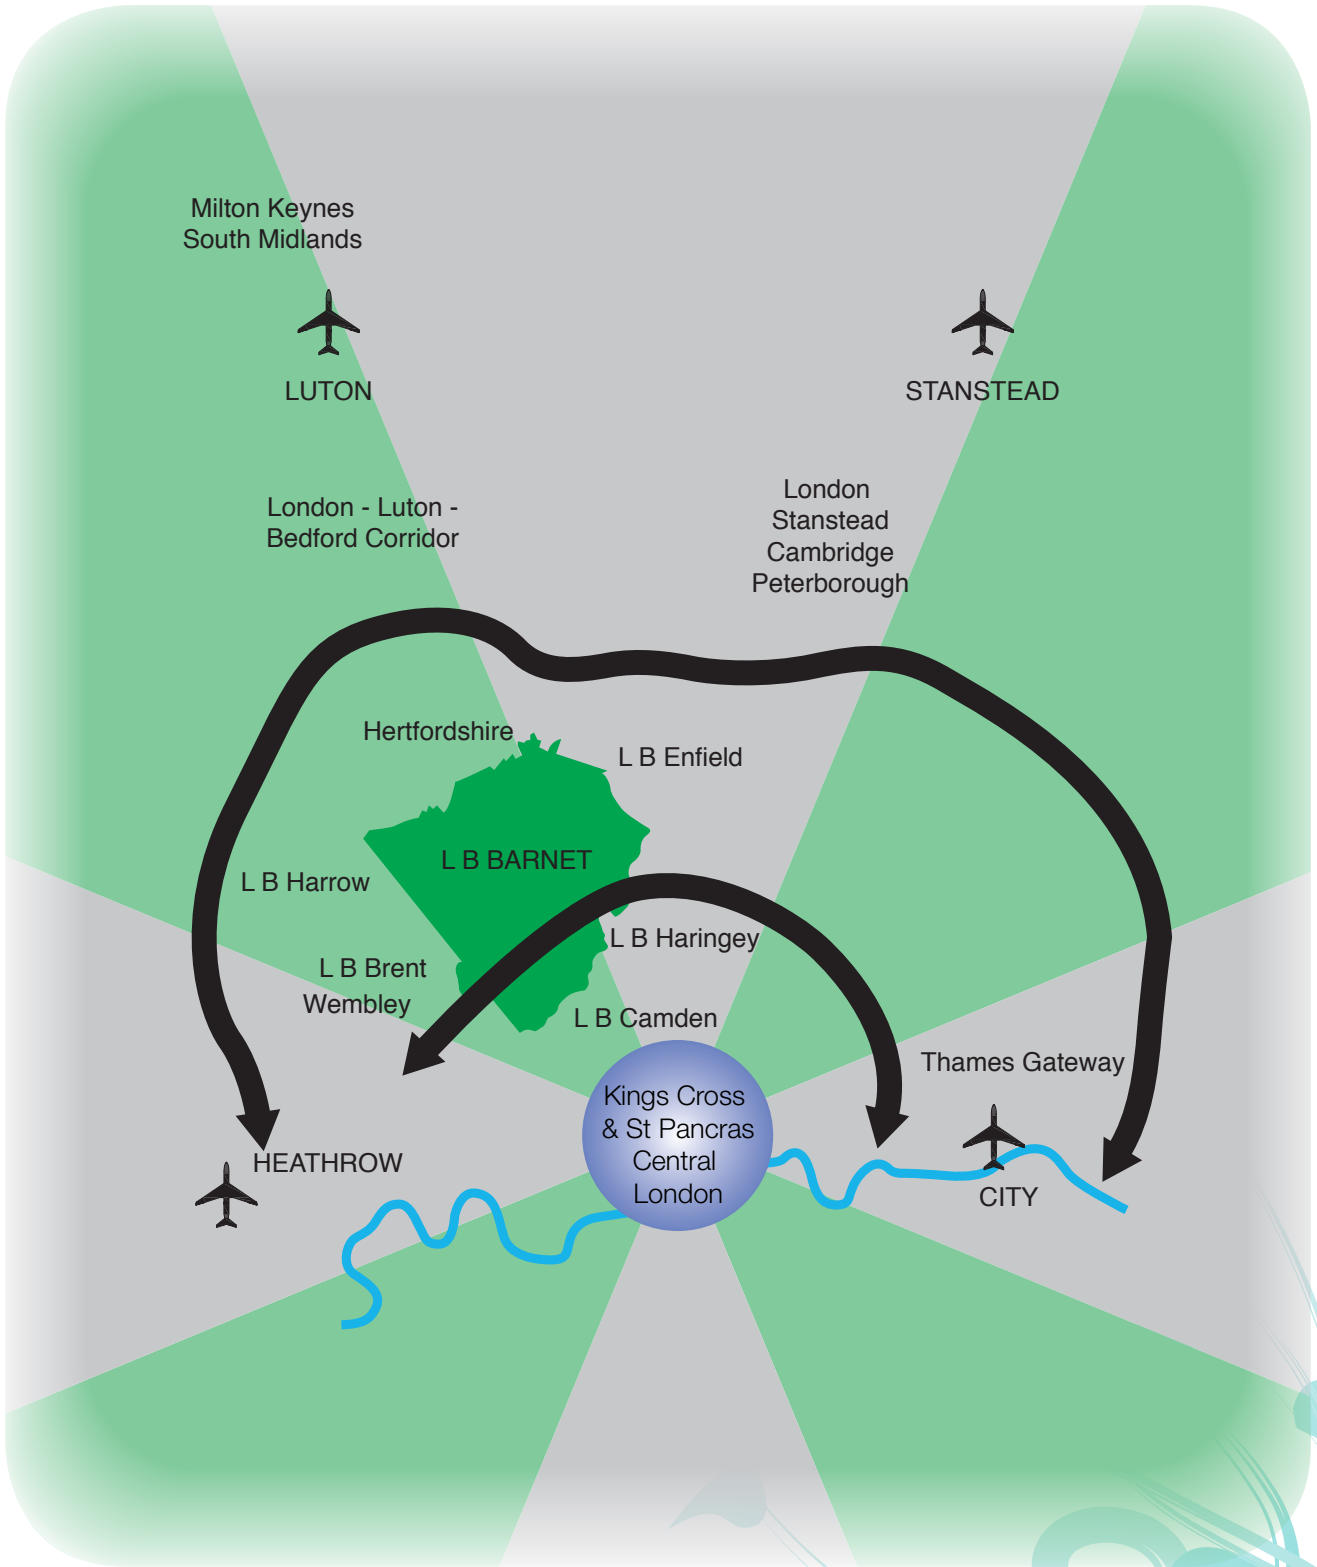 Milton Keynes
South Midlands
LUTON
STANSTEAD
London - Luton -
Bedford Corridor
London
Stanstead
Cambridge
Peterborough
Hertfordshire
L B Enfield
L B BARNET
L B Harrow
L B Haringey
L B Brent
Wembley
L B Camden
Thames Gateway
Kings Cross
& St Pancras
Central
London
HEATHROW
CITY